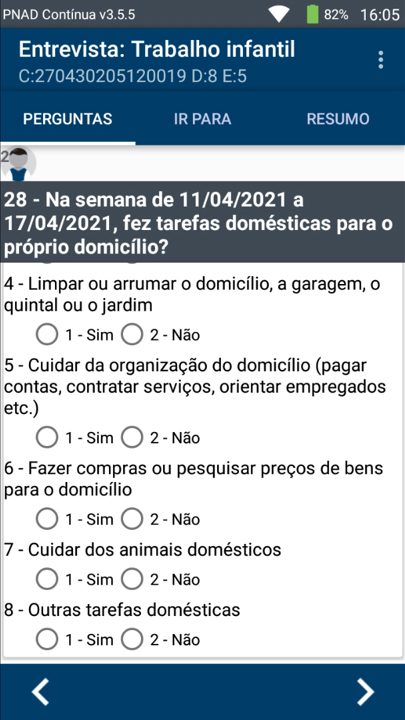 PNAD Contínua v3.5.5
82% 16:05
Entrevista: Trabalho infantil
C:270430205120019 D:8 E:5
PERGUNTAS IR PARA RESUMO
2
28 - Na semana de 11/04/2021 a
17/04/2021, fez tarefas domésticas para o
próprio domicílio?
4 - Limpar ou arrumar o domicílio, a garagem, o
quintal ou o jardim
1 - Sim 2 - Não
5 - Cuidar da organização do domicílio (pagar
contas, contratar serviços, orientar empregados
etc.)
1 - Sim 2 - Não
6 - Fazer compras ou pesquisar preços de bens
para o domicílio
1 - Sim 2 - Não
7 - Cuidar dos animais domésticos
1 - Sim 2 - Não
8 - Outras tarefas domésticas
1 - Sim 2 - Não